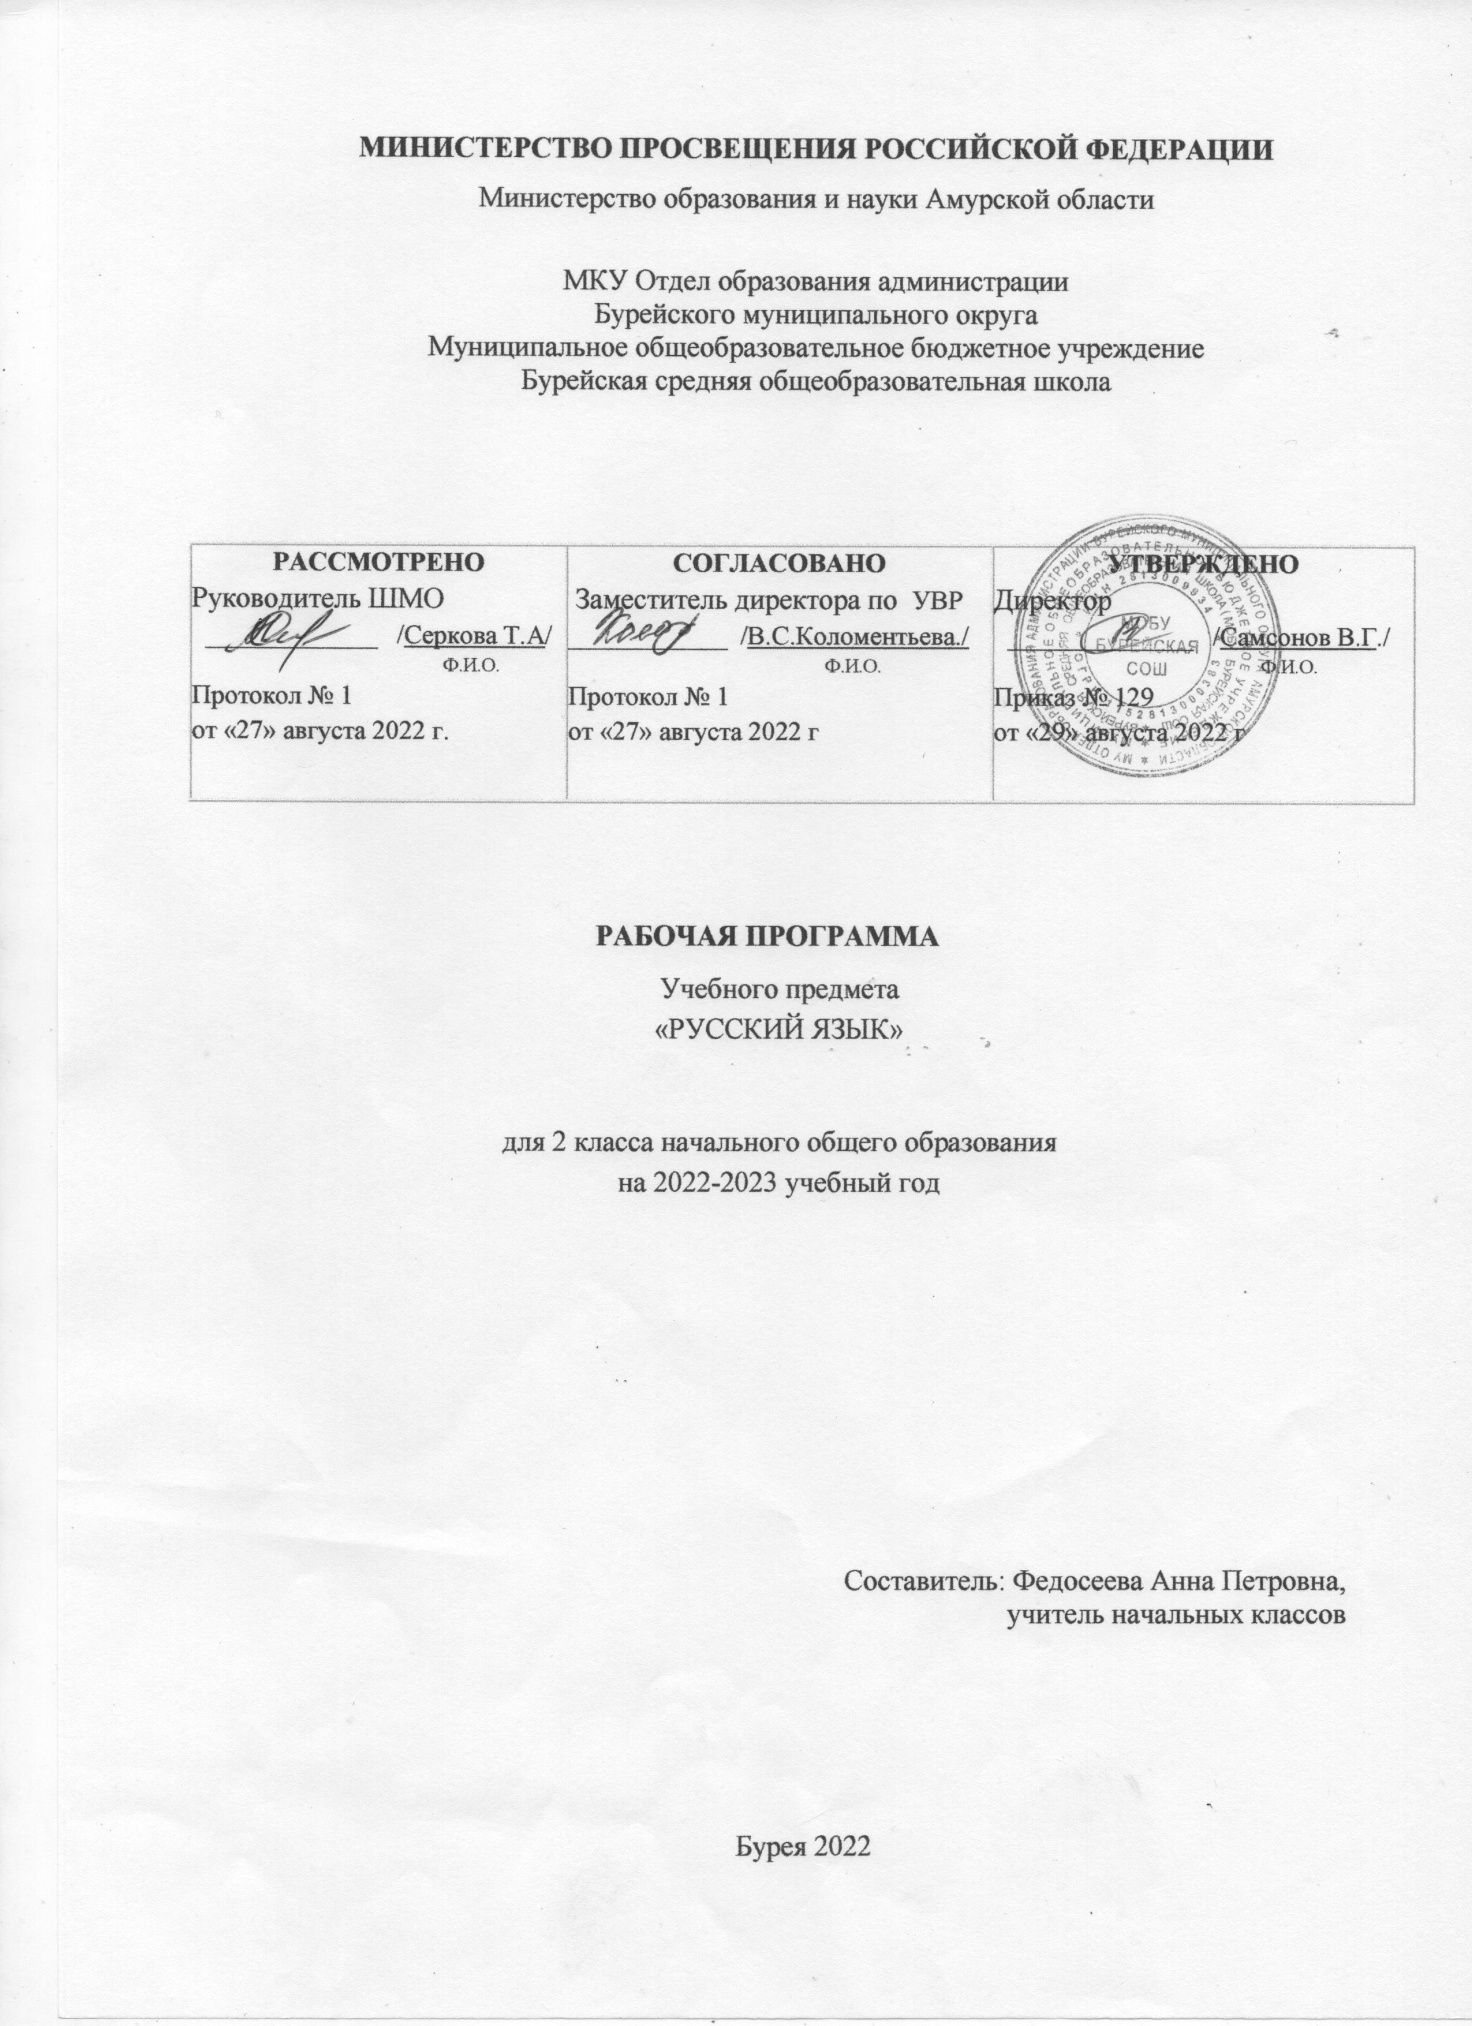 МИНИСТЕРСТВО ПРОСВЕЩЕНИЯ РОССИЙСКОЙ ФЕДЕРАЦИИ
Министерство образования и науки Амурской области
МКУ Отдел образования администрации
Бурейского муниципального округа
Муниципальное общеобразовательное бюджетное учреждение
Бурейская средняя общеобразовательная школа
РАССМОТРЕНО
Руководитель ШМО
/Серкова Т.А/
Ф.И.О.
Протокол № 1
от «27» августа 2022 г.
СОГЛАСОВАНО
Заместитель директора по УВР
/В.С.Коломентьева./
Ф.И.О.
Протокол № 1
от «27» августа 2022 г
УТВЕРЖДЕНО
Директор
/Самсонов В.Г./
Ф.И.О.
Приказ № 129
от «29» августа 2022 г
МОБУ
БУРЕЙСКАЯ
СОШ
РАБОЧАЯ ПРОГРАММА
Учебного предмета
«РУССКИЙ ЯЗЫК»
для 2 класса начального общего образования
на 2022-2023 учебный год
Составитель: Федосеева Анна Петровна,
учитель начальных классов
Бурея 2022